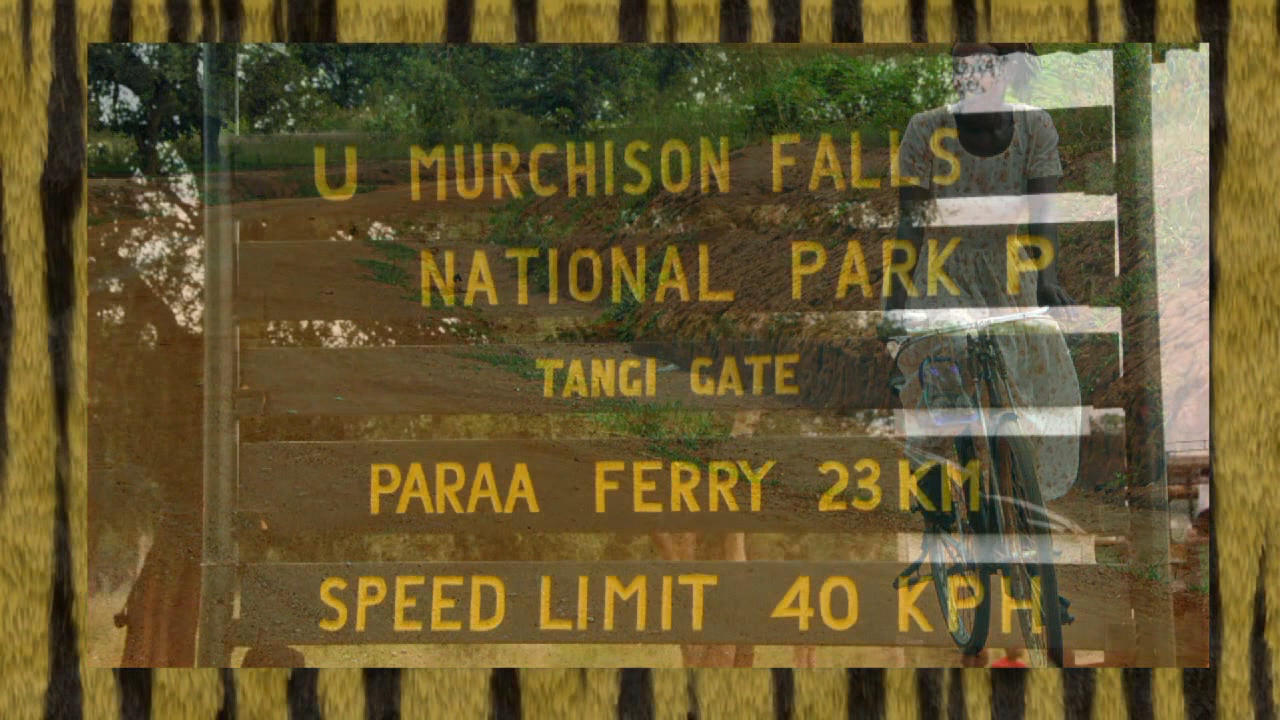 U MURCHISON FALLS
NATIONAL PARK P
TANGI GATE
PARAA FERRY 23 KM
SPEED LIMIT 40 KPH